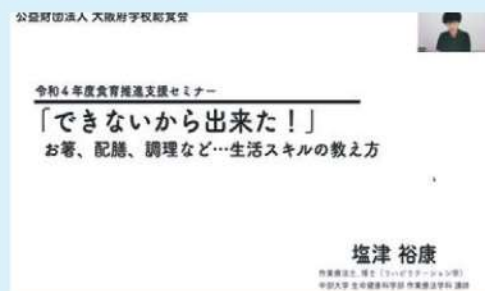 公益財団法人 大阪府学校給食会
令和４年度食育推進支援セミナー
「できないから出来た！」
お箸、配膳、調理など…生活スキルの教え方
塩津 裕康
作業療法士、博士（リハビリテーション学）
中部大学 生命健康科学部 作業療法学科 講師